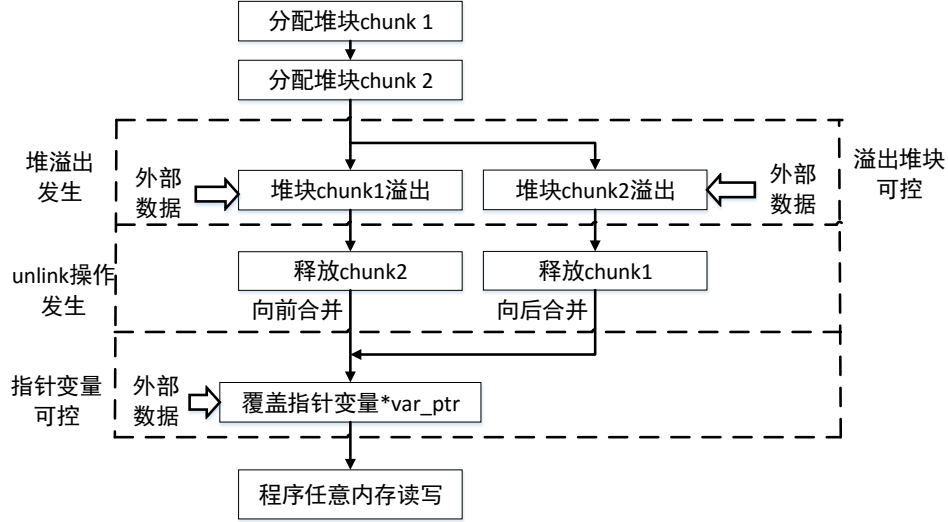 分配堆块chunk 1
分配堆块chunk 2
堆溢出
发生
外部
数据
堆块chunk1溢出
堆块chunk2溢出
外部
数据
溢出堆块
可控
unlink操作
发生
释放chunk2
释放chunk1
向前合并
向后合并
指针变量
可控
外部
数据
覆盖指针变量*var_ptr
程序任意内存读写